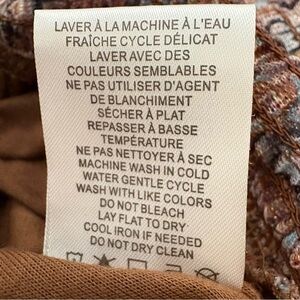 LAVER À LA MACHINE À L'EAU
FRAÎCHE CYCLE DÉLICAT
LAVER AVEC DES
COULEURS SEMBLABLES
NE PAS UTILISER D'AGENT
DE BLANCHIMENT
SÉCHER À PLAT
REPASSER À BASSE
TEMPÉRATURE
NE PAS NETTOYER À SEC
MACHINE WASH IN COLD
WATER GENTLE CYCLE
WASH WITH LIKE COLORS
DO NOT BLEACH
LAY FLAT TO DRY
COOL IRON IF NEEDED
DO NOT DRY CLEAN